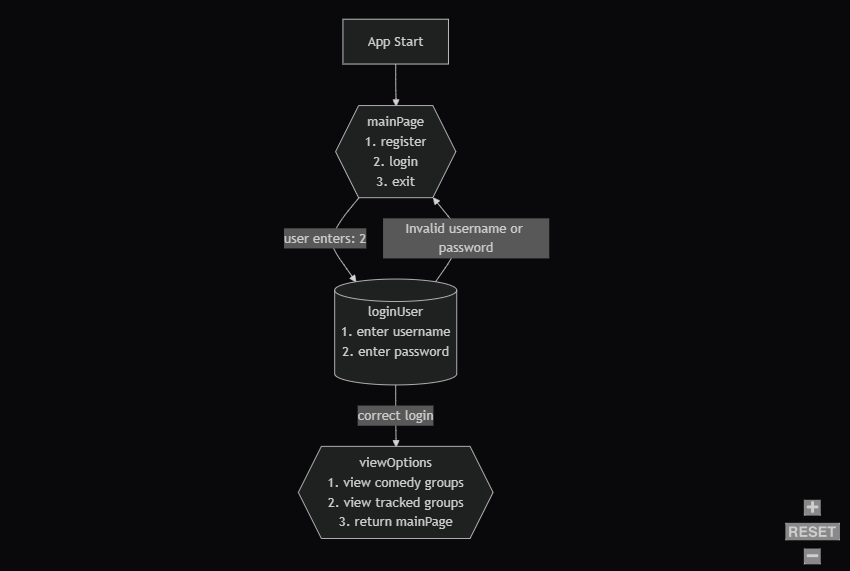 App Start
mainPage
1. register
2. login
3. exit
user enters: 2
Invalid username or
password
loginUser
1. enter username
2. enter password
correct login
viewOptions
1. view comedy groups
2. view tracked groups
3. return mainPage
+
RESET
−